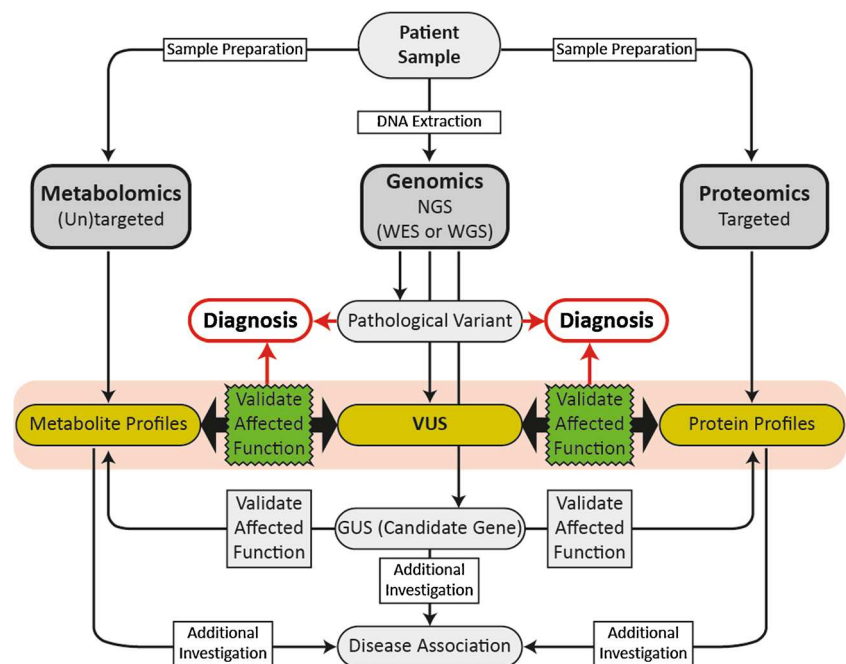 Patient
Sample
Sample Preparation
Sample Preparation
DNA Extraction
Metabolomics
(Un)targeted
Genomics
NGS
(WES or WGS)
Proteomics
Targeted
Diagnosis
Pathological Variant
Diagnosis
Metabolite Profiles
Validate
Affected
Function
VUS
Validate
Affected
Function
Protein Profiles
Validate
Affected
Function
GUS (Candidate Gene)
Validate
Affected
Function
Additional
Investigation
Additional
Investigation
Disease Association
Additional
Investigation